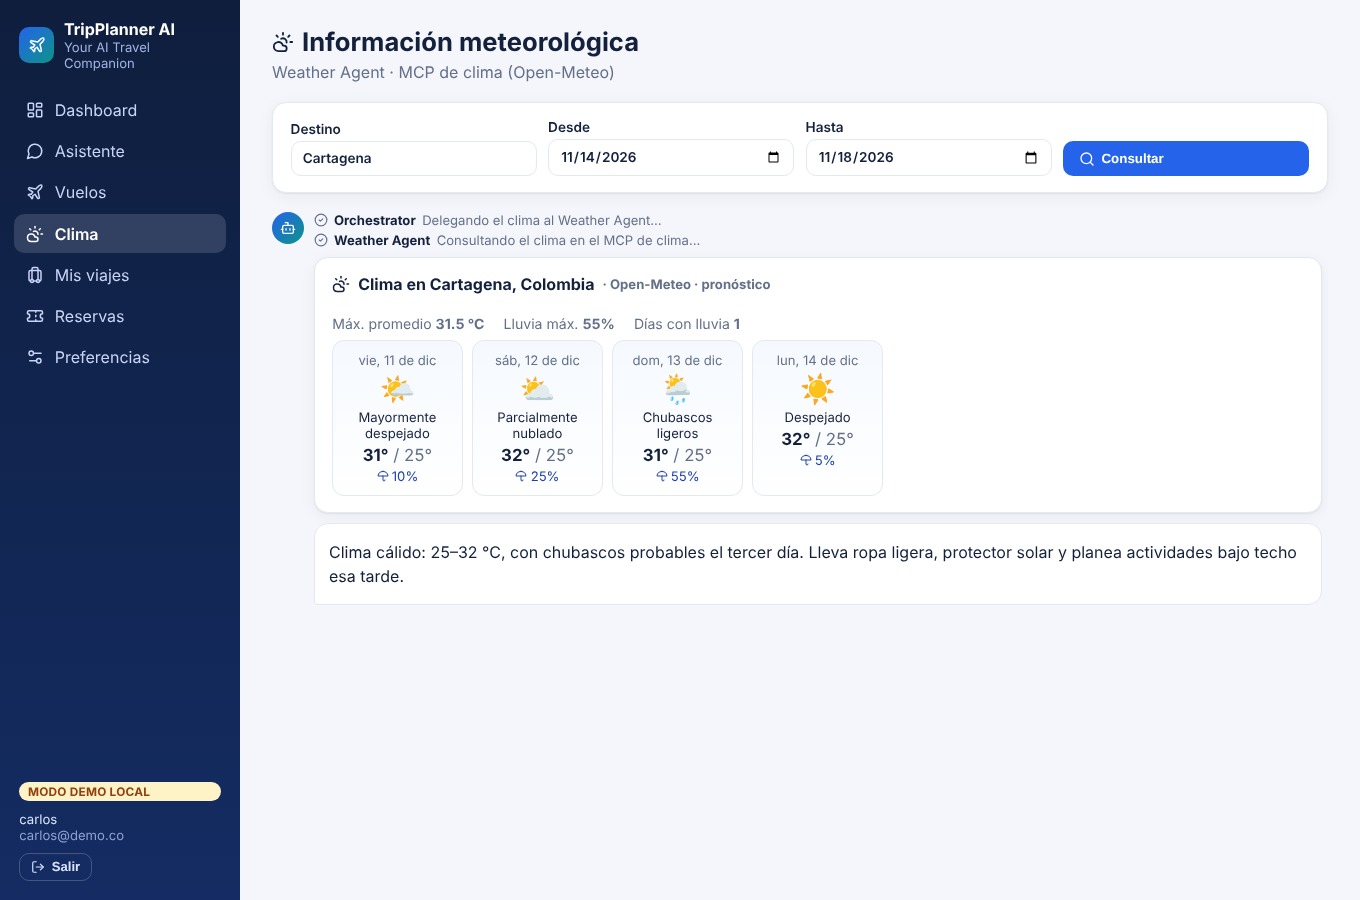 TripPlanner AI
Your AI Travel
Companion
Dashboard
Asistente
Vuelos
Clima
Mis viajes
Reservas
Preferencias
MODO DEMO LOCAL
carlos
carlos@demo.co
Salir
Información meteorológica
Weather Agent · MCP de clima (Open-Meteo)
Destino
Cartagena
Desde
11/14/2026
Hasta
11/18/2026
Consultar
Orchestrator Delegando el clima al Weather Agent...
Weather Agent Consultando el clima en el MCP de clima...
Clima en Cartagena, Colombia · Open-Meteo · pronóstico
Máx. promedio 31.5 °C Lluvia máx. 55% Días con lluvia 1
vie, 11 de dic
Mayormente
despejado
31° / 25°
10%
sáb, 12 de dic
Parcialmente
nublado
32° / 25°
25%
dom, 13 de dic
Chubascos
ligeros
31° / 25°
55%
lun, 14 de dic
Despejado
32° / 25°
5%
Clima cálido: 25–32 °C, con chubascos probables el tercer día. Lleva ropa ligera, protector solar y planea actividades bajo techo
esa tarde.